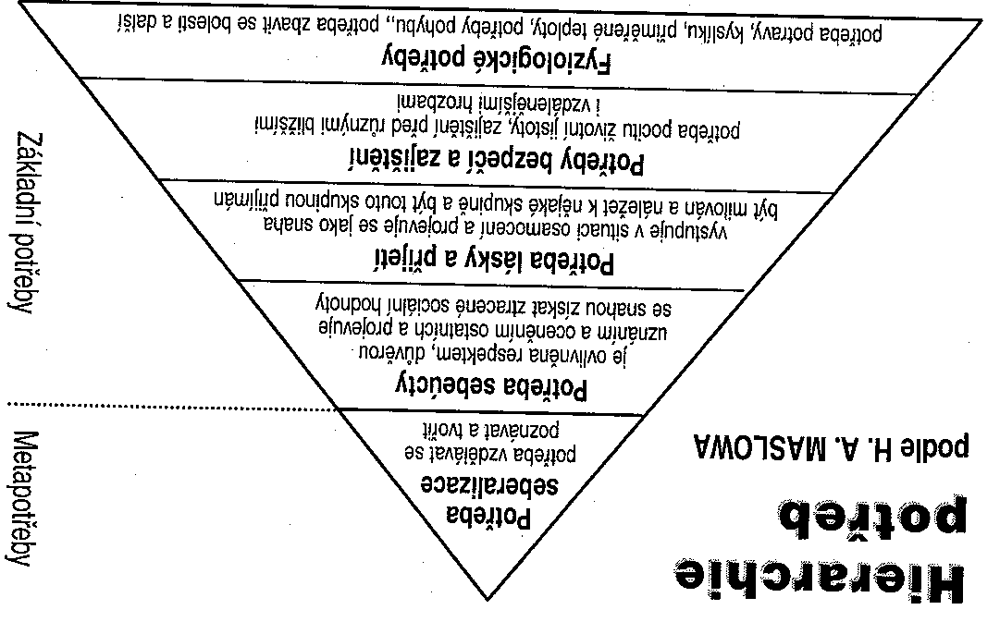 Hierarchie
potřeb
podle H. A. MASLOWA
Potřeba
seberalizace
potřeba vzdělávat se
poznávat a tvořit
Potřeba sebeúcty
je ovlivněna respektem, důvěrou
uznáním a oceněním ostatních a projevuje
se snahou získat ztracené sociální hodnoty
Potřeba lásky a přijetí
vystupuje v situaci osamocení a projevuje se jako snaha
být milován a náležet k nějaké skupině a být touto skupinou přijímán
Potřeby bezpečí a zajištění
potřeba pocitu životní jistoty, zajištění před různými bližšími
i vzdálenějšími hrozbami
Fyziologické potřeby
potřeba potravy, kyslíku, přiměřené teploty, potřeby pohybu,, potřeba zbavit se bolesti a další
Metapotřeby
Základní potřeby